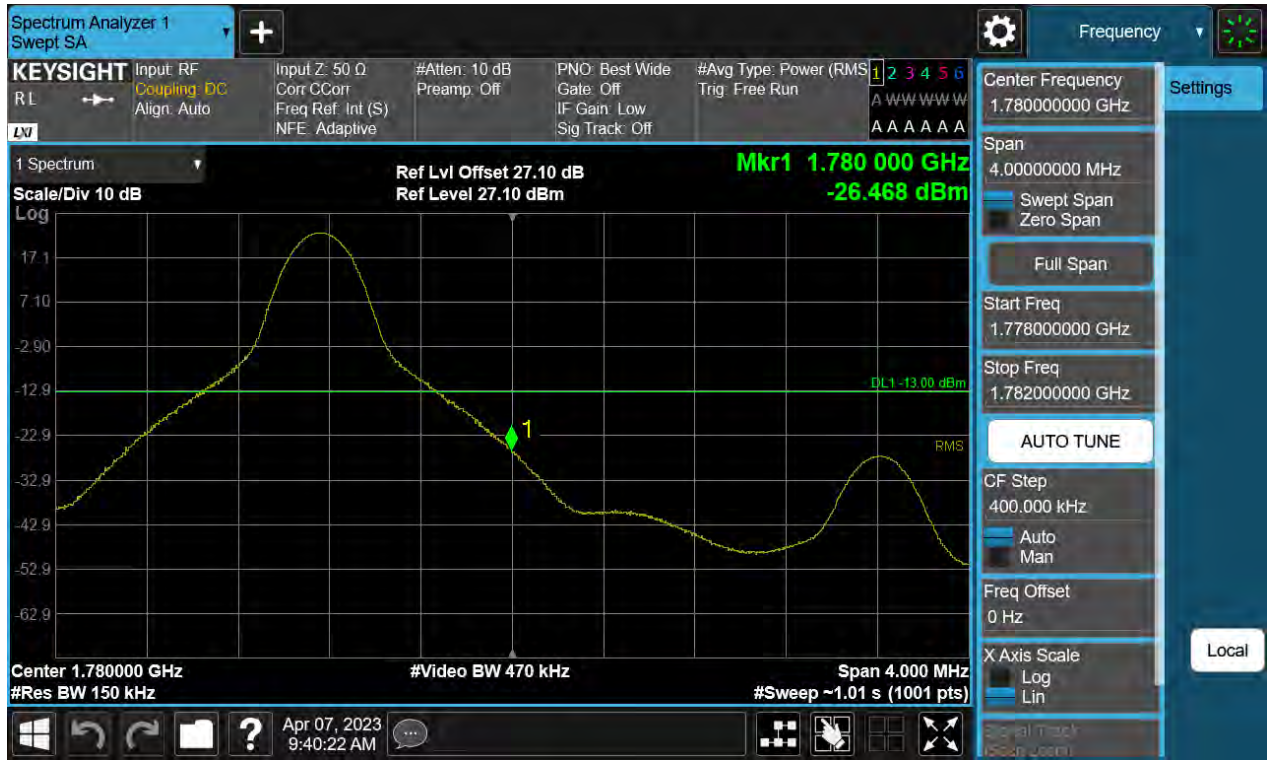 Spectrum Analyzer 1
Swept SA
Frequency
KEYSIGHT
RL
LXI
Input: RF
Coupling: DC
Align: Auto
Input Z: 50 Ω
Corr CCorr
Freq Ref: Int (S)
NFE: Adaptive
#Atten: 10 dB
Preamp: Off
PNO: Best Wide
Gate: Off
IF Gain: Low
Sig Track: Off
#Avg Type: Power (RMS
Trig: Free Run
1 2 3 4 5 6
A W W W W W
A A A A A A
1 Spectrum
Scale/Div 10 dB
Ref Lvl Offset 27.10 dB
Ref Level 27.10 dBm
Mkr1 1.780 000 GHz
-26.468 dBm
Log
17.1
7.10
-2.90
-12.9
-22.9
-32.9
-42.9
-52.9
-62.9
DL1 -13.00 dBm
1
RMS
Center 1.780000 GHz
#Res BW 150 kHz
#Video BW 470 kHz
Span 4.000 MHz
#Sweep ~1.01 s (1001 pts)
Apr 07, 2023
9:40:22 AM
Center Frequency
1.780000000 GHz
Settings
Span
4.00000000 MHz
Swept Span
Zero Span
Full Span
Start Freq
1.778000000 GHz
Stop Freq
1.782000000 GHz
AUTO TUNE
CF Step
400.000 kHz
Auto
Man
Freq Offset
0 Hz
X Axis Scale
Log
Lin
Local
Signal Track
(Span Zoom)